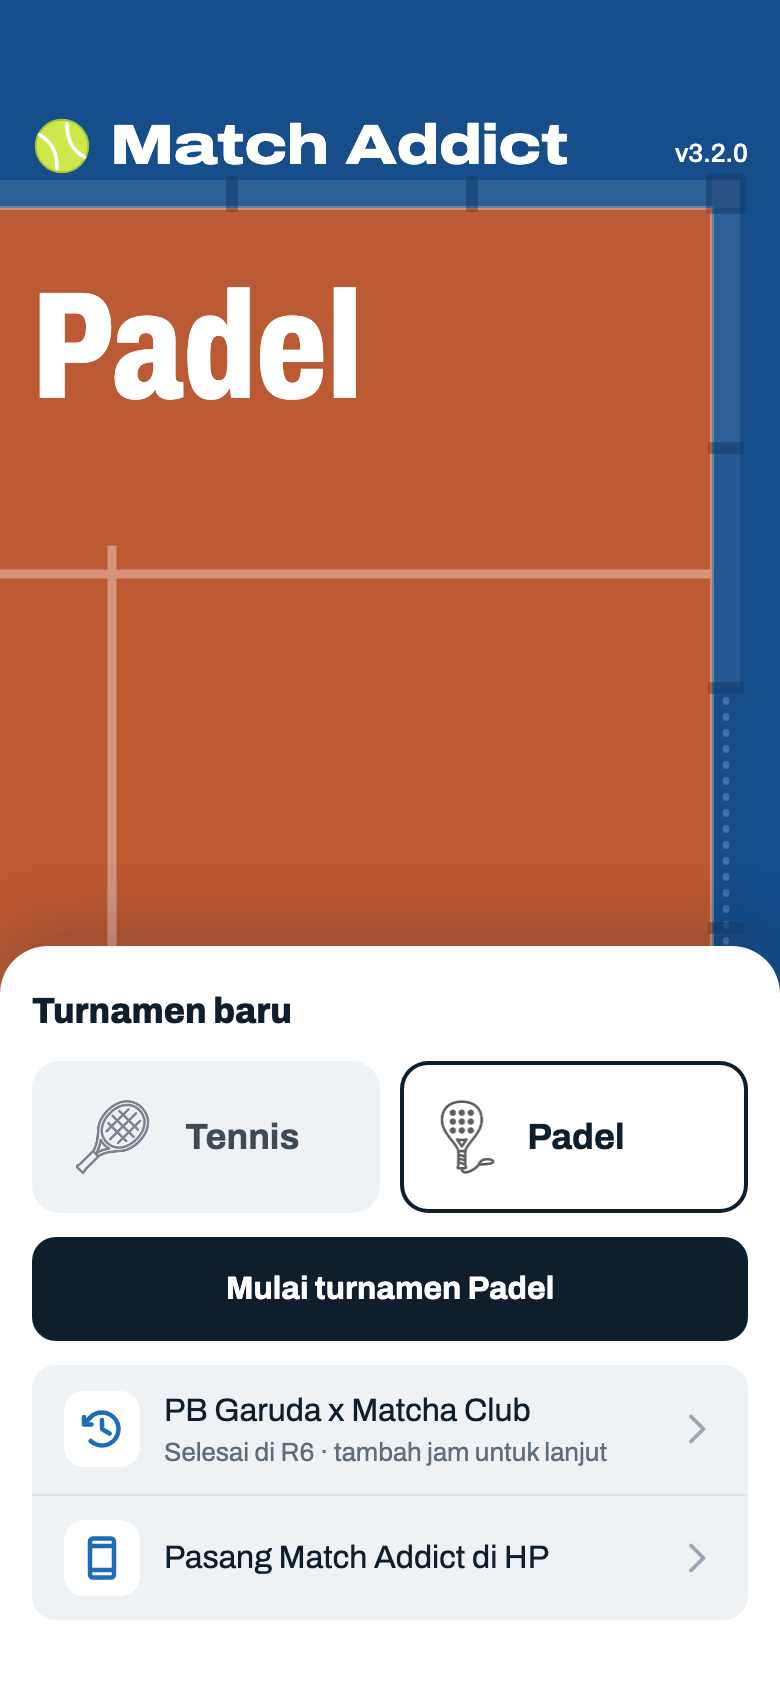 Match Addict
v3.2.0
Padel
Turnamen baru
Tennis
Padel
Mulai turnamen Padel
PB Garuda x Matcha Club
Selesai di R6 · tambah jam untuk lanjut
Pasang Match Addict di HP